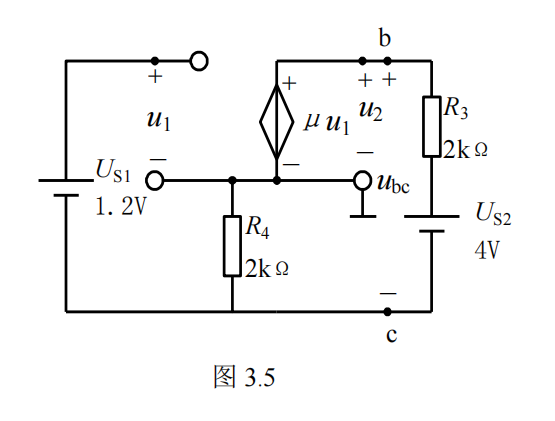 b
+
+
+ +
R3
u1
μ u1
u2
2kΩ
−
−
−
US1
ubc
1.2V
US2
R4
4V
2kΩ
−
c
图 3.5